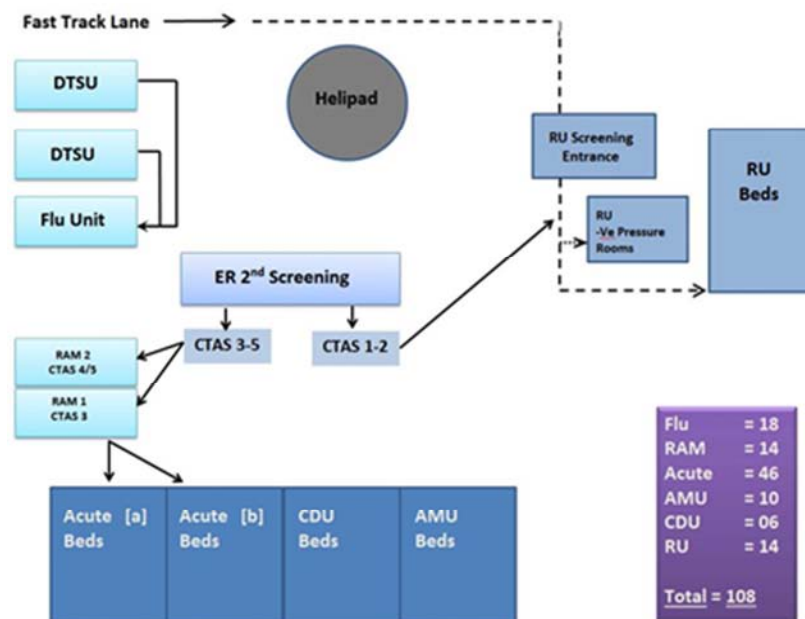 Fast Track Lane
DTSU
DTSU
Flu Unit
Helipad
RU Screening
Entrance
RU
-Ve Pressure
Rooms
RU
Beds
ER 2nd Screening
CTAS 3-5
CTAS 1-2
RAM 2
CTAS 4/5
RAM 1
CTAS 3
Acute [a]
Beds
Acute [b]
Beds
CDU
Beds
AMU
Beds
Flu = 18
RAM = 14
Acute = 46
AMU = 10
CDU = 06
RU = 14
Total = 108